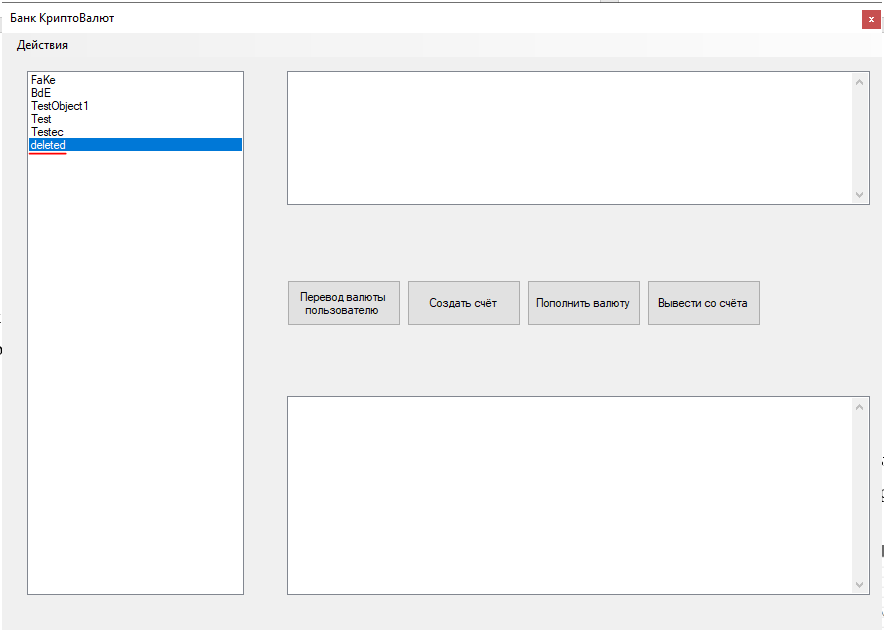 Банк КриптоВалют
x
Действия
FaKe
BdE
TestObject1
Test
Testec
deleted
Перевод валюты
пользователю
Создать счёт
Пополнить валюту
Вывести со счёта